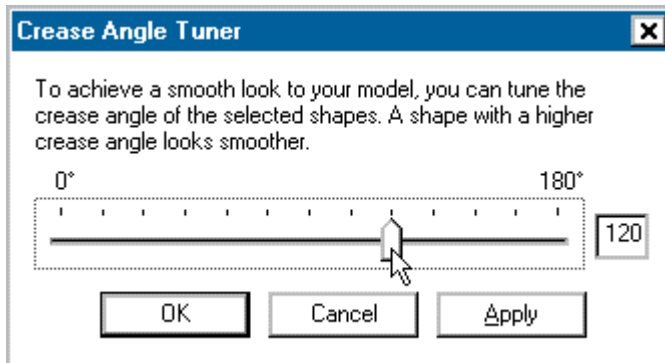 Crease Angle Tuner
To achieve a smooth look to your model, you can tune the
crease angle of the selected shapes. A shape with a higher
crease angle looks smoother.
0° 180°
120
OK Cancel Apply